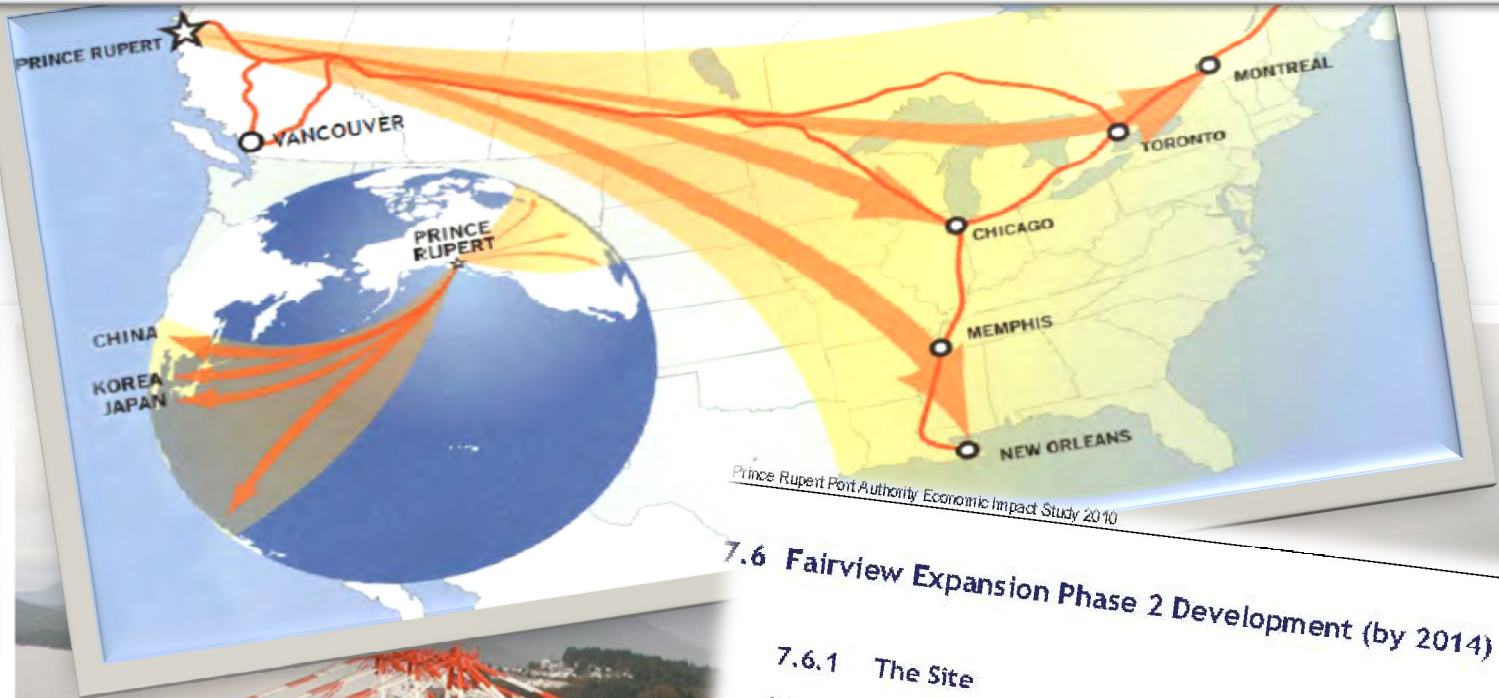 PRINCE RUPERT
MONTREAL
VANCOUVER
TORONTO
CHICAGO
PRINCE
RUPERT
CHINA
MEMPHIS
KOREA
JAPAN
NEW ORLEANS
Prince Rupert Port Authority Economic Impact Study 2010
7.6 Fairview Expansion Phase 2 Development (by 2014)
7.6.1 The Site